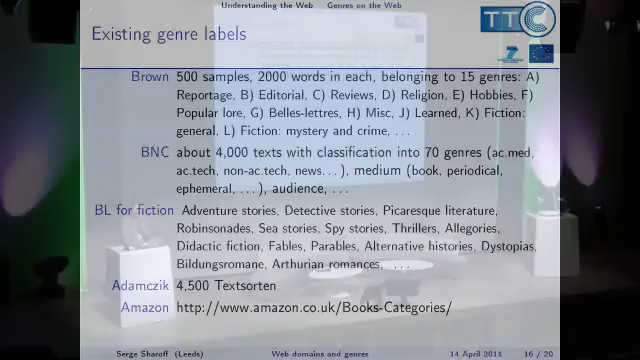 Understanding the Web Genres on the Web
Existing genre labels
TTC
Brown 500 samples, 2000 words in each, belonging to 15 genres: A)
Reportage, B) Editorial, C) Reviews, D) Religion, E) Hobbies, F)
Popular lore, G) Belles-lettres, H) Misc, J) Learned, K) Fiction:
general, L) Fiction: mystery and crime, ...
BNC about 4,000 texts with classification into 70 genres (ac.med,
ac.tech, non-ac.tech, news...), medium (book, periodical,
ephemeral, ...), audience, ...
BL for fiction Adventure stories, Detective stories, Picaresque literature,
Robinsonades, Sea stories, Spy stories, Thrillers, Allegories,
Didactic fiction, Fables, Parables, Alternative histories, Dystopias,
Bildungsromane, Arthurian romances, ...
Adamczik 4,500 Textsorten
Amazon http://www.amazon.co.uk/Books-Categories/
Serge Sharoff (Leeds) Web domains and genres 14 April 2011 16 / 20